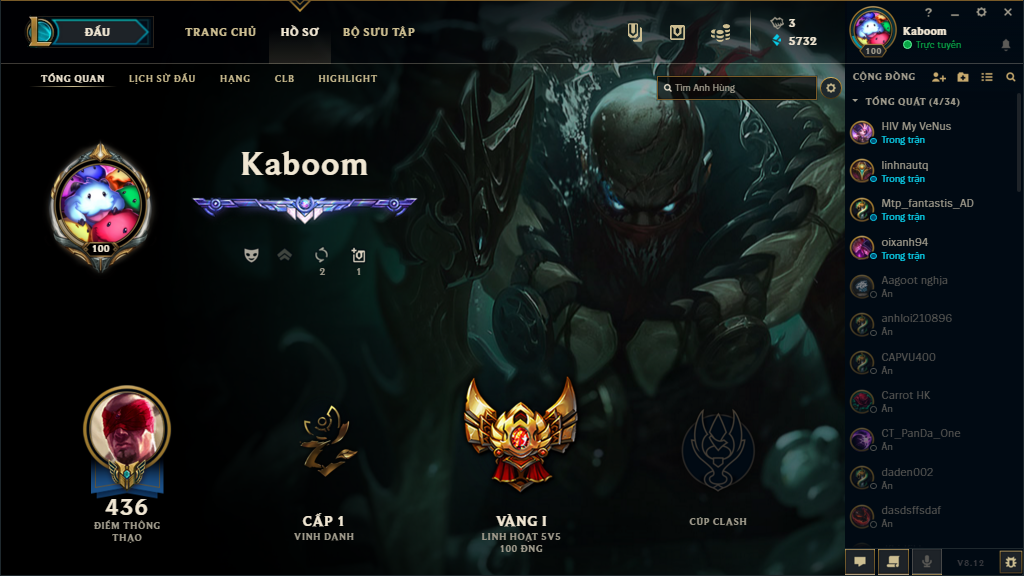 ĐẤU
TRANG CHỦ
HỒ SƠ
BỘ SƯU TẬP
3
5732
?
Kaboom
Trực tuyến
100
TỔNG QUAN
LỊCH SỬ ĐẤU
HẠNG
CLB
HIGHLIGHT
Tìm Anh Hùng
CỘNG ĐỒNG
TỔNG QUÁT (4/34)
HIV My VeNus
Trong trận
linhnautq
Trong trận
Mtp_fantastis_AD
Trong trận
oixanh94
Trong trận
Aagoot nghja
Ẩn
anhloi210896
Ẩn
CAPVU400
Ẩn
Carrot HK
Ẩn
CT_PanDa_One
Ẩn
daden002
Ẩn
dasdsffsdaf
Ẩn
V8.12
Kaboom
100
2
1
436
ĐIỂM THÔNG
THẠO
CẤP 1
VINH DANH
VÀNG I
LINH HOẠT 5V5
100 ĐNG
CÚP CLASH